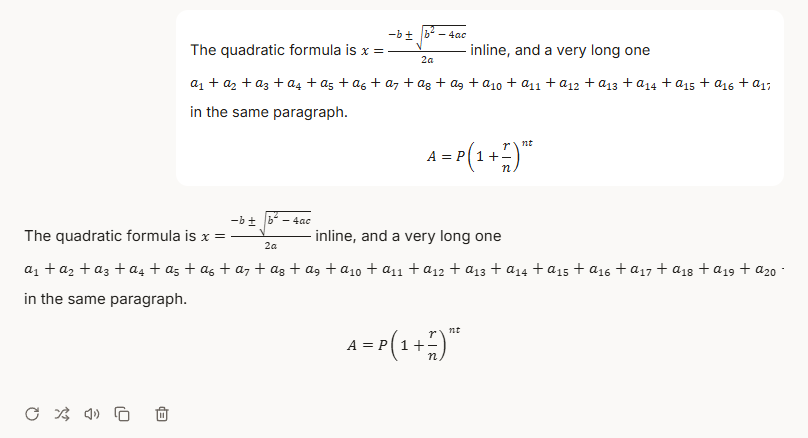 The quadratic formula is x = (−b ± √(b² − 4ac)) / 2a inline, and a very long one
a₁ + a₂ + a₃ + a₄ + a₅ + a₆ + a₇ + a₈ + a₉ + a₁₀ + a₁₁ + a₁₂ + a₁₃ + a₁₄ + a₁₅ + a₁₆ +
in the same paragraph.
A = P(1 + r/n)ⁿᵗ
The quadratic formula is x = (−b ± √(b² − 4ac)) / 2a inline, and a very long one
a₁ + a₂ + a₃ + a₄ + a₅ + a₆ + a₇ + a₈ + a₉ + a₁₀ + a₁₁ + a₁₂ + a₁₃ + a₁₄ + a₁₅ + a₁₆ + a₁₇ + a₁₈ + a₁₉ + a₂₀
in the same paragraph.
A = P(1 + r/n)ⁿᵗ